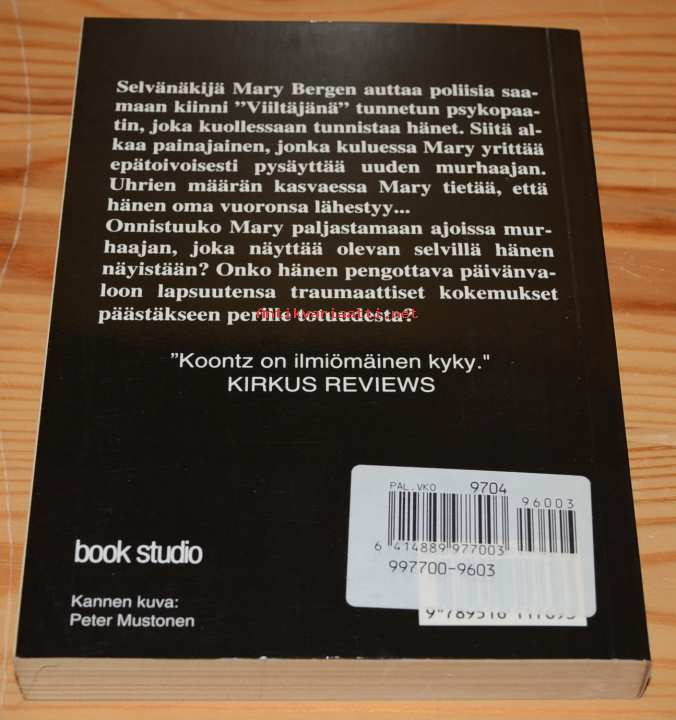 Selvänäkijä Mary Bergen auttaa poliisia saa-
maan kiinni ”Viiltäjänä” tunnetun psykopaa-
tin, joka kuollessaan tunnistaa hänet. Siitä al-
kaa painajainen, jonka kuluessa Mary yrittää
epätoivoisesti pysäyttää uuden murhaajan.
Uhrien määrän kasvaessa Mary tietää, että
hänen oma vuoronsa lähestyy...
Onnistuuko Mary paljastamaan ajoissa mur-
haajan, joka näyttää olevan selvillä hänen
näyistään? Onko hänen pengottava päivänva-
loon lapsuutensa traumaattiset kokemukset
päästäkseen perille totuudesta?
Antikvariaatti.net
”Koontz on ilmiömäinen kyky."
KIRKUS REVIEWS
PAL.VKO 9704
96003
6 414889 977003
997700-9603
book studio
Kannen kuva:
Peter Mustonen